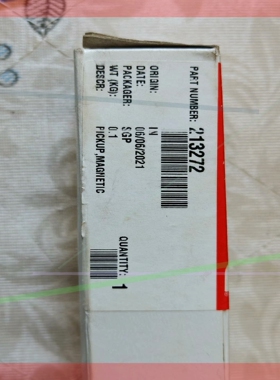 PART NUMBER: 213272
ORIGIN: IN
DATE: 06/06/2021
PACKAGER: SGP
WT (KG): 0.1
DESCR: PICKUP,MAGNETIC
QUANTITY: 1